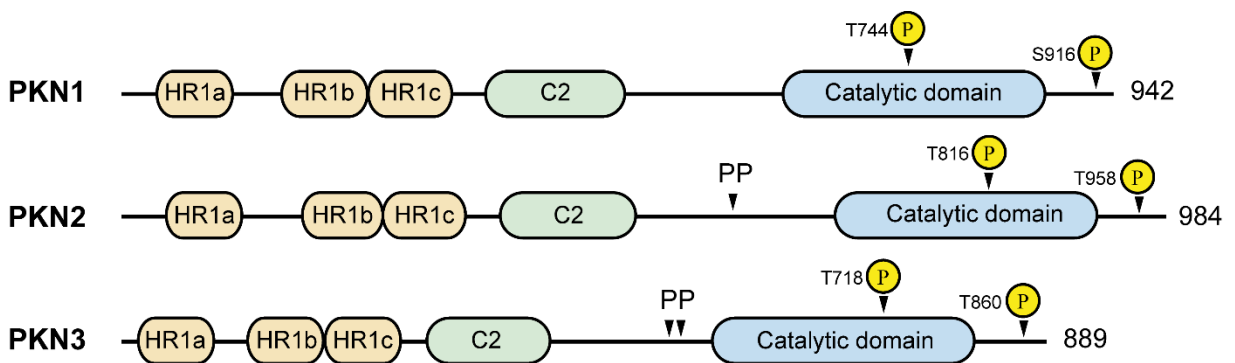 T744 P
S916 P
PKN1 HR1a HR1b HR1c C2 Catalytic domain 942
T816 P
PP T958 P
PKN2 HR1a HR1b HR1c C2 Catalytic domain 984
T718 P
PP T860 P
PKN3 HR1a HR1b HR1c C2 Catalytic domain 889